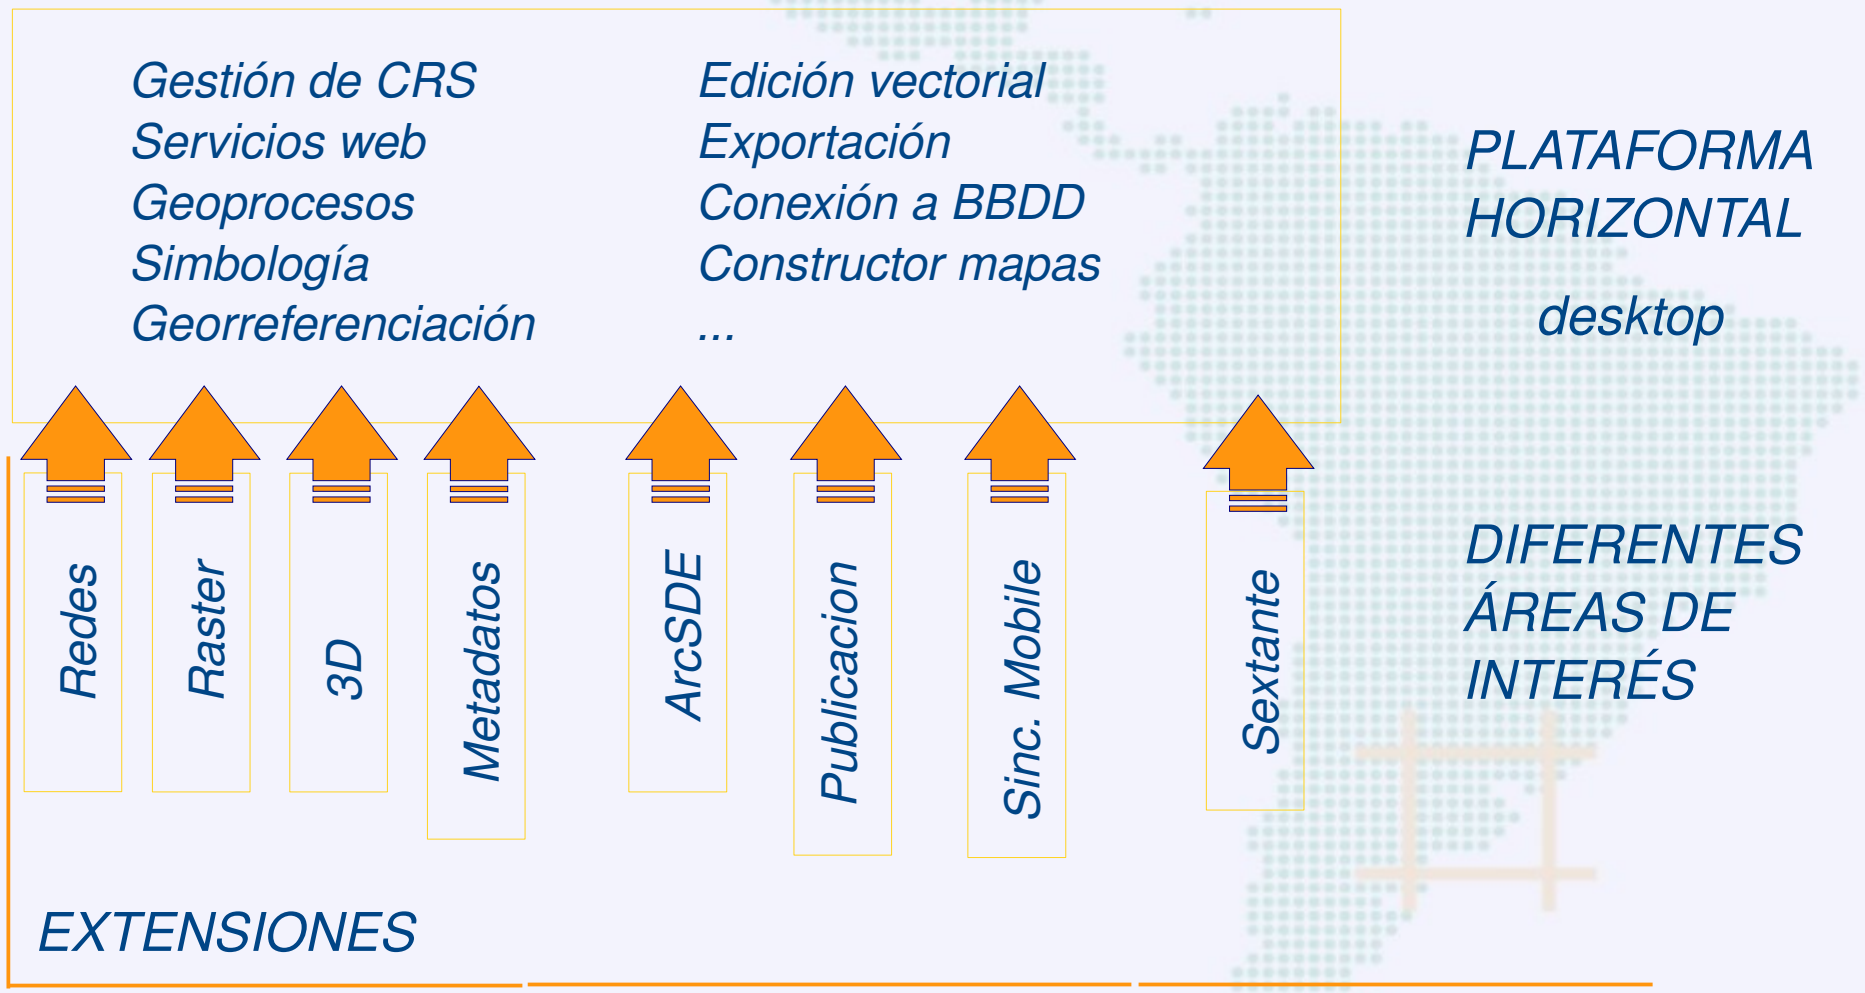 Gestión de CRS
Servicios web
Geoprocesos
Simbología
Georreferenciación
Edición vectorial
Exportación
Conexión a BBDD
Constructor mapas
...
PLATAFORMA
HORIZONTAL
desktop
Redes
Raster
3D
Metadatos
ArcSDE
Publicacion
Sinc. Mobile
Sextante
DIFERENTES
ÁREAS DE
INTERÉS
EXTENSIONES